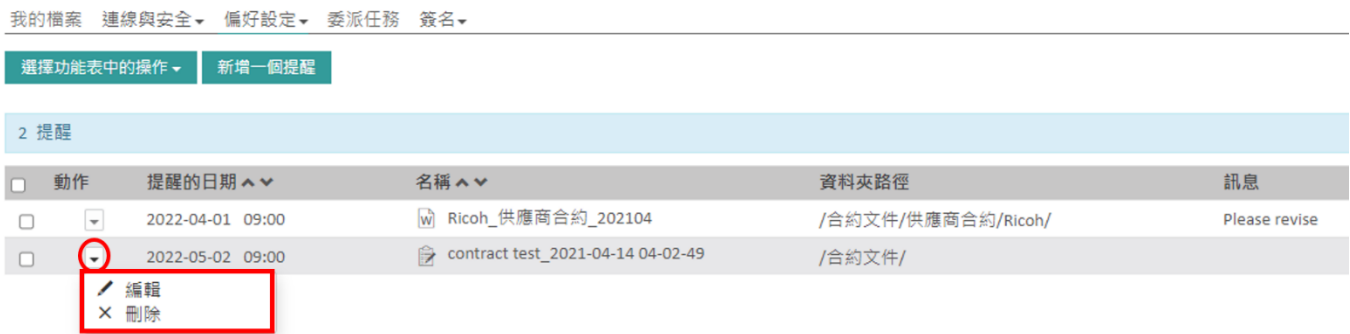 我的檔案 連線與安全 偏好設定 委派任務 簽名
選擇功能表中的操作 新增一個提醒
2 提醒
動作 提醒的日期 名稱 資料夾路徑 訊息
2022-04-01 09:00 Ricoh_供應商合約_202104 /合約文件/供應商合約/Ricoh/ Please revise
2022-05-02 09:00 contract test_2021-04-14 04-02-49 /合約文件/
編輯
刪除